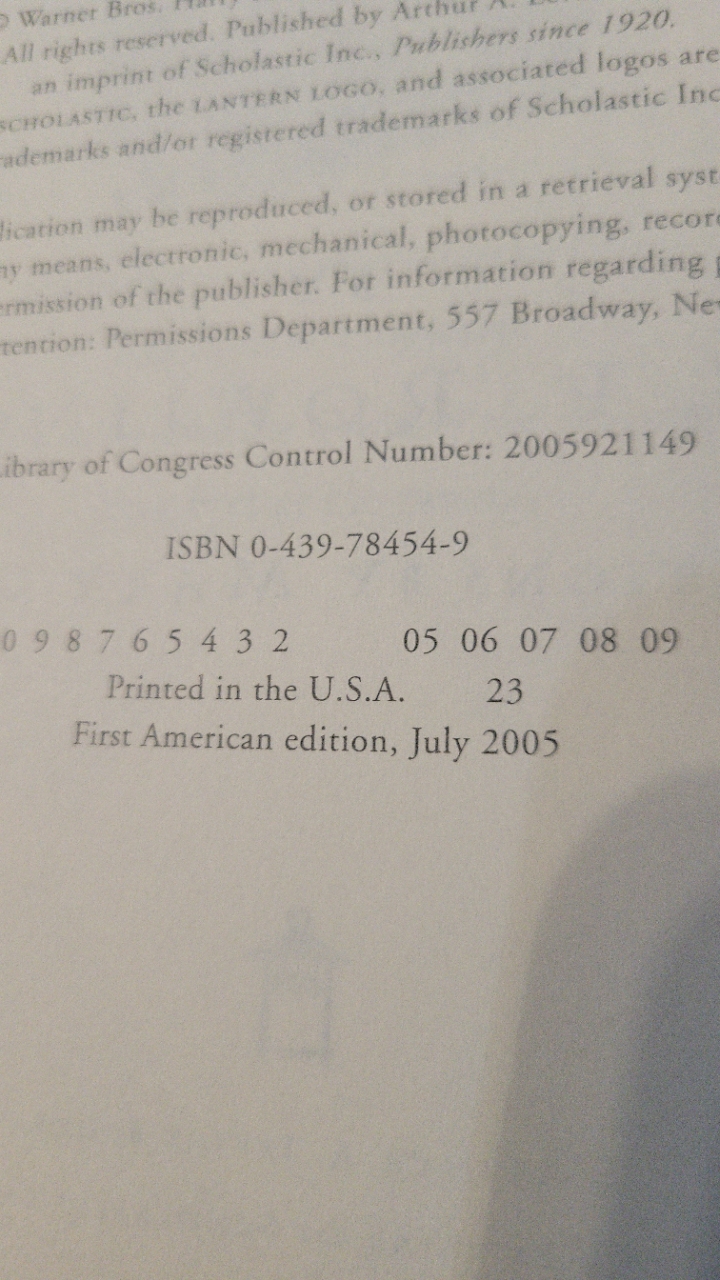 © Warner Bros.
All rights reserved. Published by Arthur A.
an imprint of Scholastic Inc., Publishers since 1920.
SCHOLASTIC, the LANTERN LOGO, and associated logos are
ademarks and/or registered trademarks of Scholastic Inc
lication may be reproduced, or stored in a retrieval syst
ny means, electronic, mechanical, photocopying, recor
ermission of the publisher. For information regarding p
tention: Permissions Department, 557 Broadway, Ne
ibrary of Congress Control Number: 2005921149
ISBN 0-439-78454-9
0 9 8 7 6 5 4 3 2 05 06 07 08 09
Printed in the U.S.A. 23
First American edition, July 2005